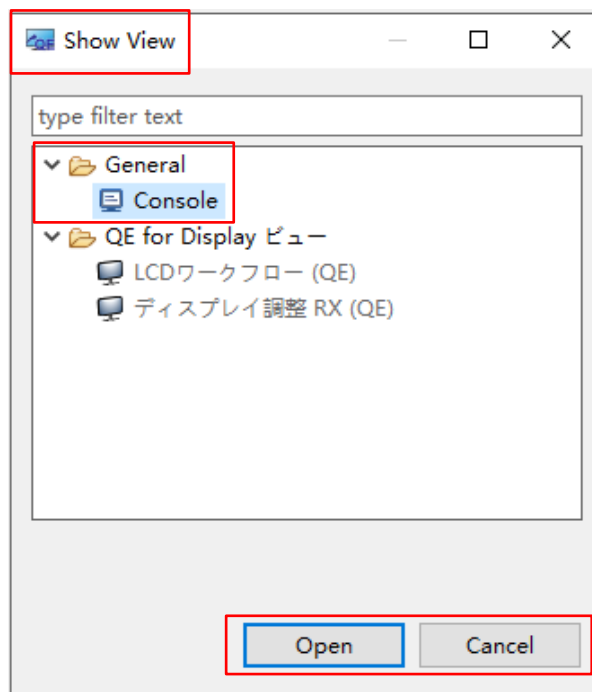 Show View
type filter text
General
Console
QE for Display ビュー
LCDワークフロー (QE)
ディスプレイ調整 RX (QE)
Open Cancel